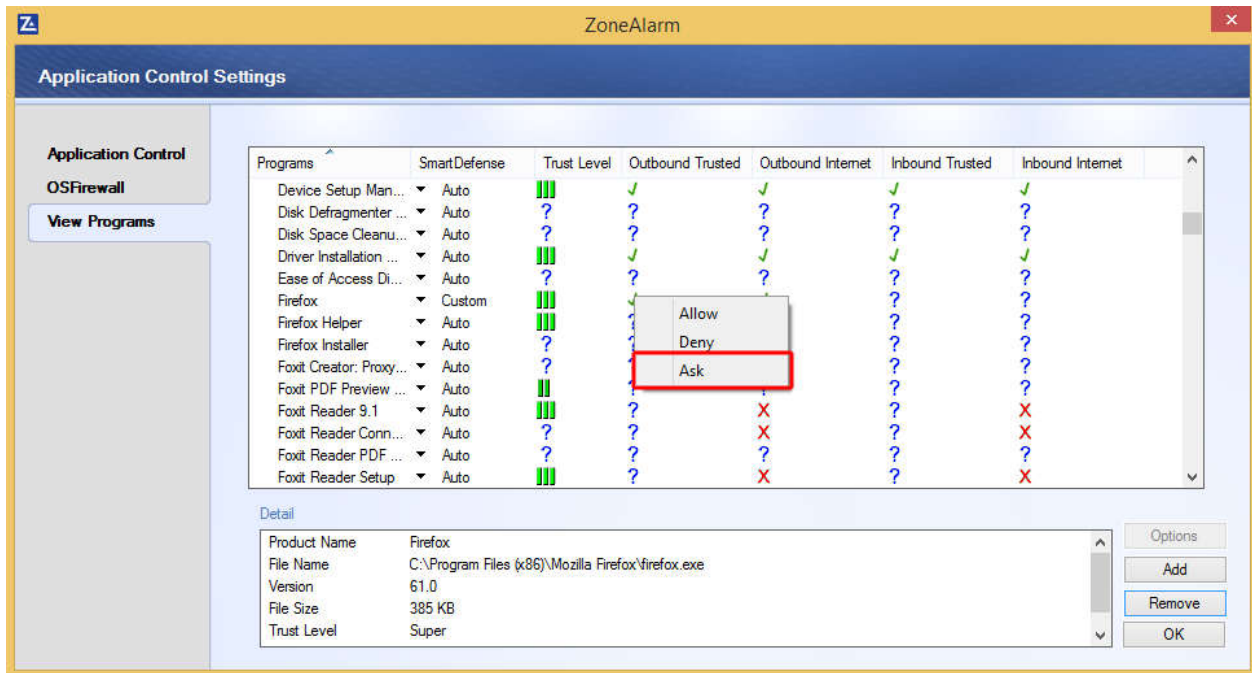 ZoneAlarm
Application Control Settings
Application Control
OSFirewall
View Programs
Programs SmartDefense Trust Level Outbound Trusted Outbound Internet Inbound Trusted Inbound Internet
Device Setup Man... Auto
Disk Defragmenter ... Auto ? ? ? ? ?
Disk Space Cleanu... Auto ? ? ? ? ?
Driver Installation ... Auto
Ease of Access Di... Auto ? ? ? ? ?
Firefox Custom ? ?
Firefox Helper Auto ? ? ?
Firefox Installer Auto ? ? ?
Foxit Creator: Proxy... Auto ? ? ?
Foxit PDF Preview ... Auto ? ? ? ?
Foxit Reader 9.1 Auto ? X ? X
Foxit Reader Conn... Auto ? ? X ? X
Foxit Reader PDF ... Auto ? ? ? ? ?
Foxit Reader Setup Auto ? X ? X
Allow
Deny
Ask
Detail
Product Name Firefox
File Name C:\Program Files (x86)\Mozilla Firefox\firefox.exe
Version 61.0
File Size 385 KB
Trust Level Super
Options
Add
Remove
OK